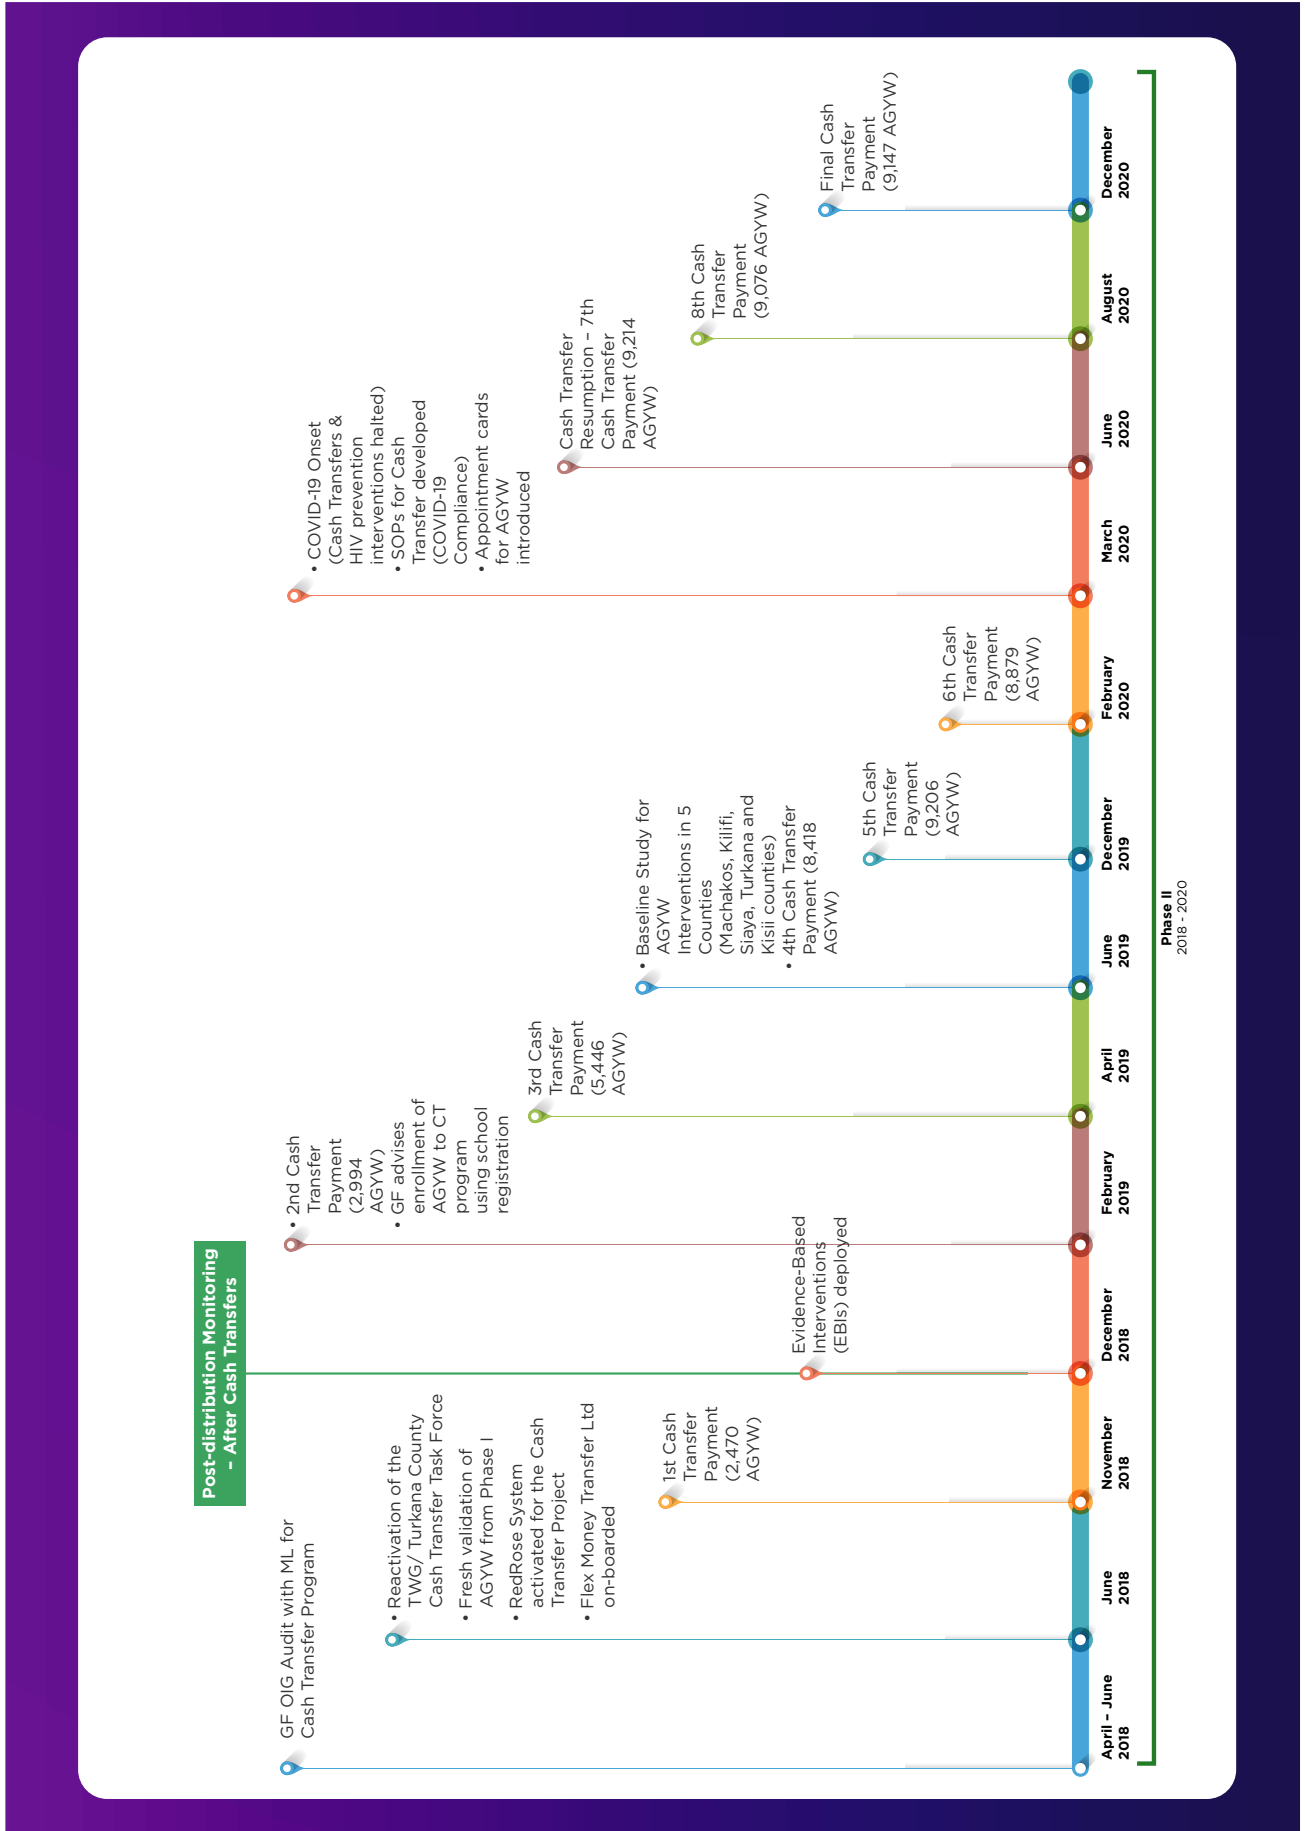 Post-distribution Monitoring
– After Cash Transfers
GF OIG Audit with ML for
Cash Transfer Program
• Reactivation of the
TWG/ Turkana County
Cash Transfer Task Force
• Fresh validation of
AGYW from Phase I
• RedRose System
activated for the Cash
Transfer Project
• Flex Money Transfer Ltd
on-boarded
1st Cash
Transfer
Payment
(2,470
AGYW)
Evidence-Based
Interventions
(EBIs) deployed
• 2nd Cash
Transfer
Payment
(2,994
AGYW)
• GF advises
enrollment of
AGYW to CT
program
using school
registration
3rd Cash
Transfer
Payment
(5,446
AGYW)
• Baseline Study for
AGYW
Interventions in 5
Counties
(Machakos, Kilifi,
Siaya, Turkana and
Kisii counties)
• 4th Cash Transfer
Payment (8,418
AGYW)
5th Cash
Transfer
Payment
(9,206
AGYW)
6th Cash
Transfer
Payment
(8,879
AGYW)
• COVID-19 Onset
(Cash Transfers &
HIV prevention
interventions halted)
• SOPs for Cash
Transfer developed
(COVID-19
Compliance)
• Appointment cards
for AGYW
introduced
Cash Transfer
Resumption – 7th
Cash Transfer
Payment (9,214
AGYW)
8th Cash
Transfer
Payment
(9,076 AGYW)
Final Cash
Transfer
Payment
(9,147 AGYW)
April – June
2018
June
2018
November
2018
December
2018
February
2019
April
2019
June
2019
December
2019
February
2020
March
2020
June
2020
August
2020
December
2020
Phase II
2018 - 2020